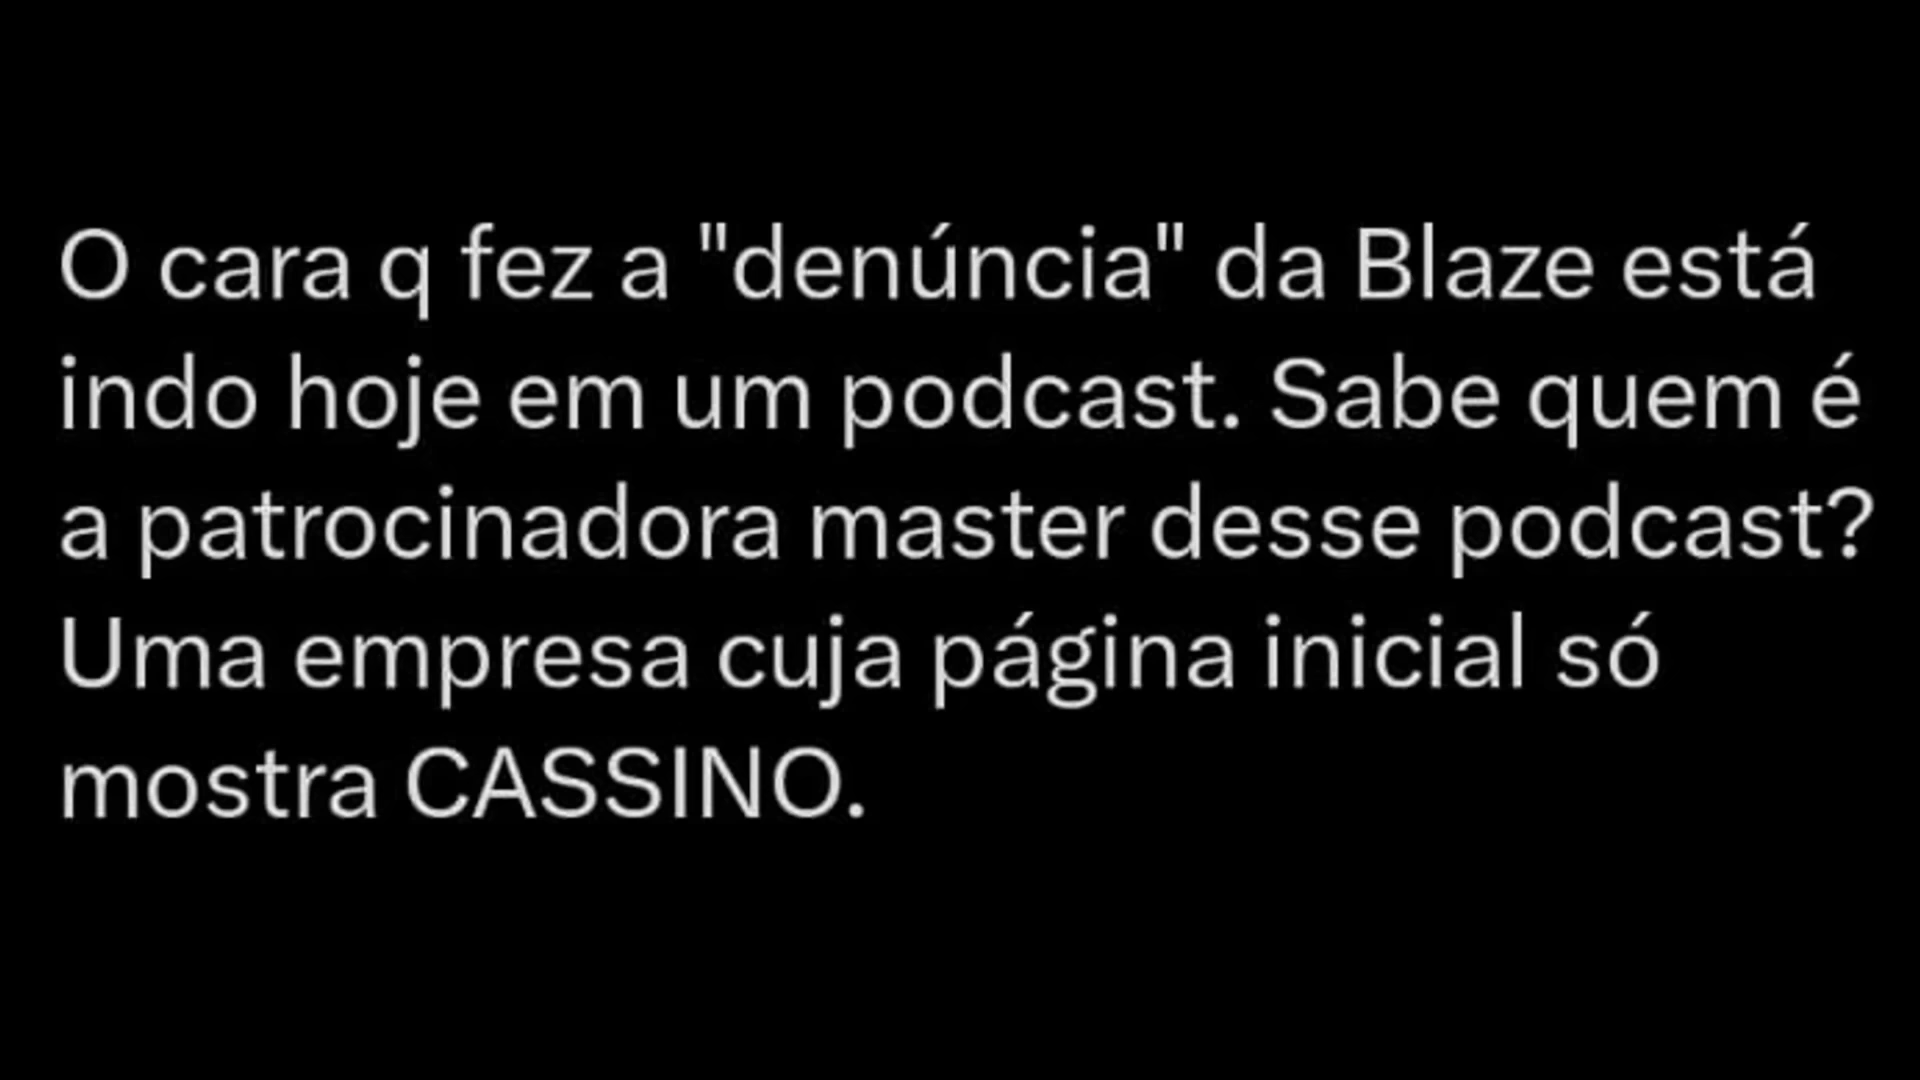 O cara q fez a "denúncia" da Blaze está
indo hoje em um podcast. Sabe quem é
a patrocinadora master desse podcast?
Uma empresa cuja página inicial só
mostra CASSINO.